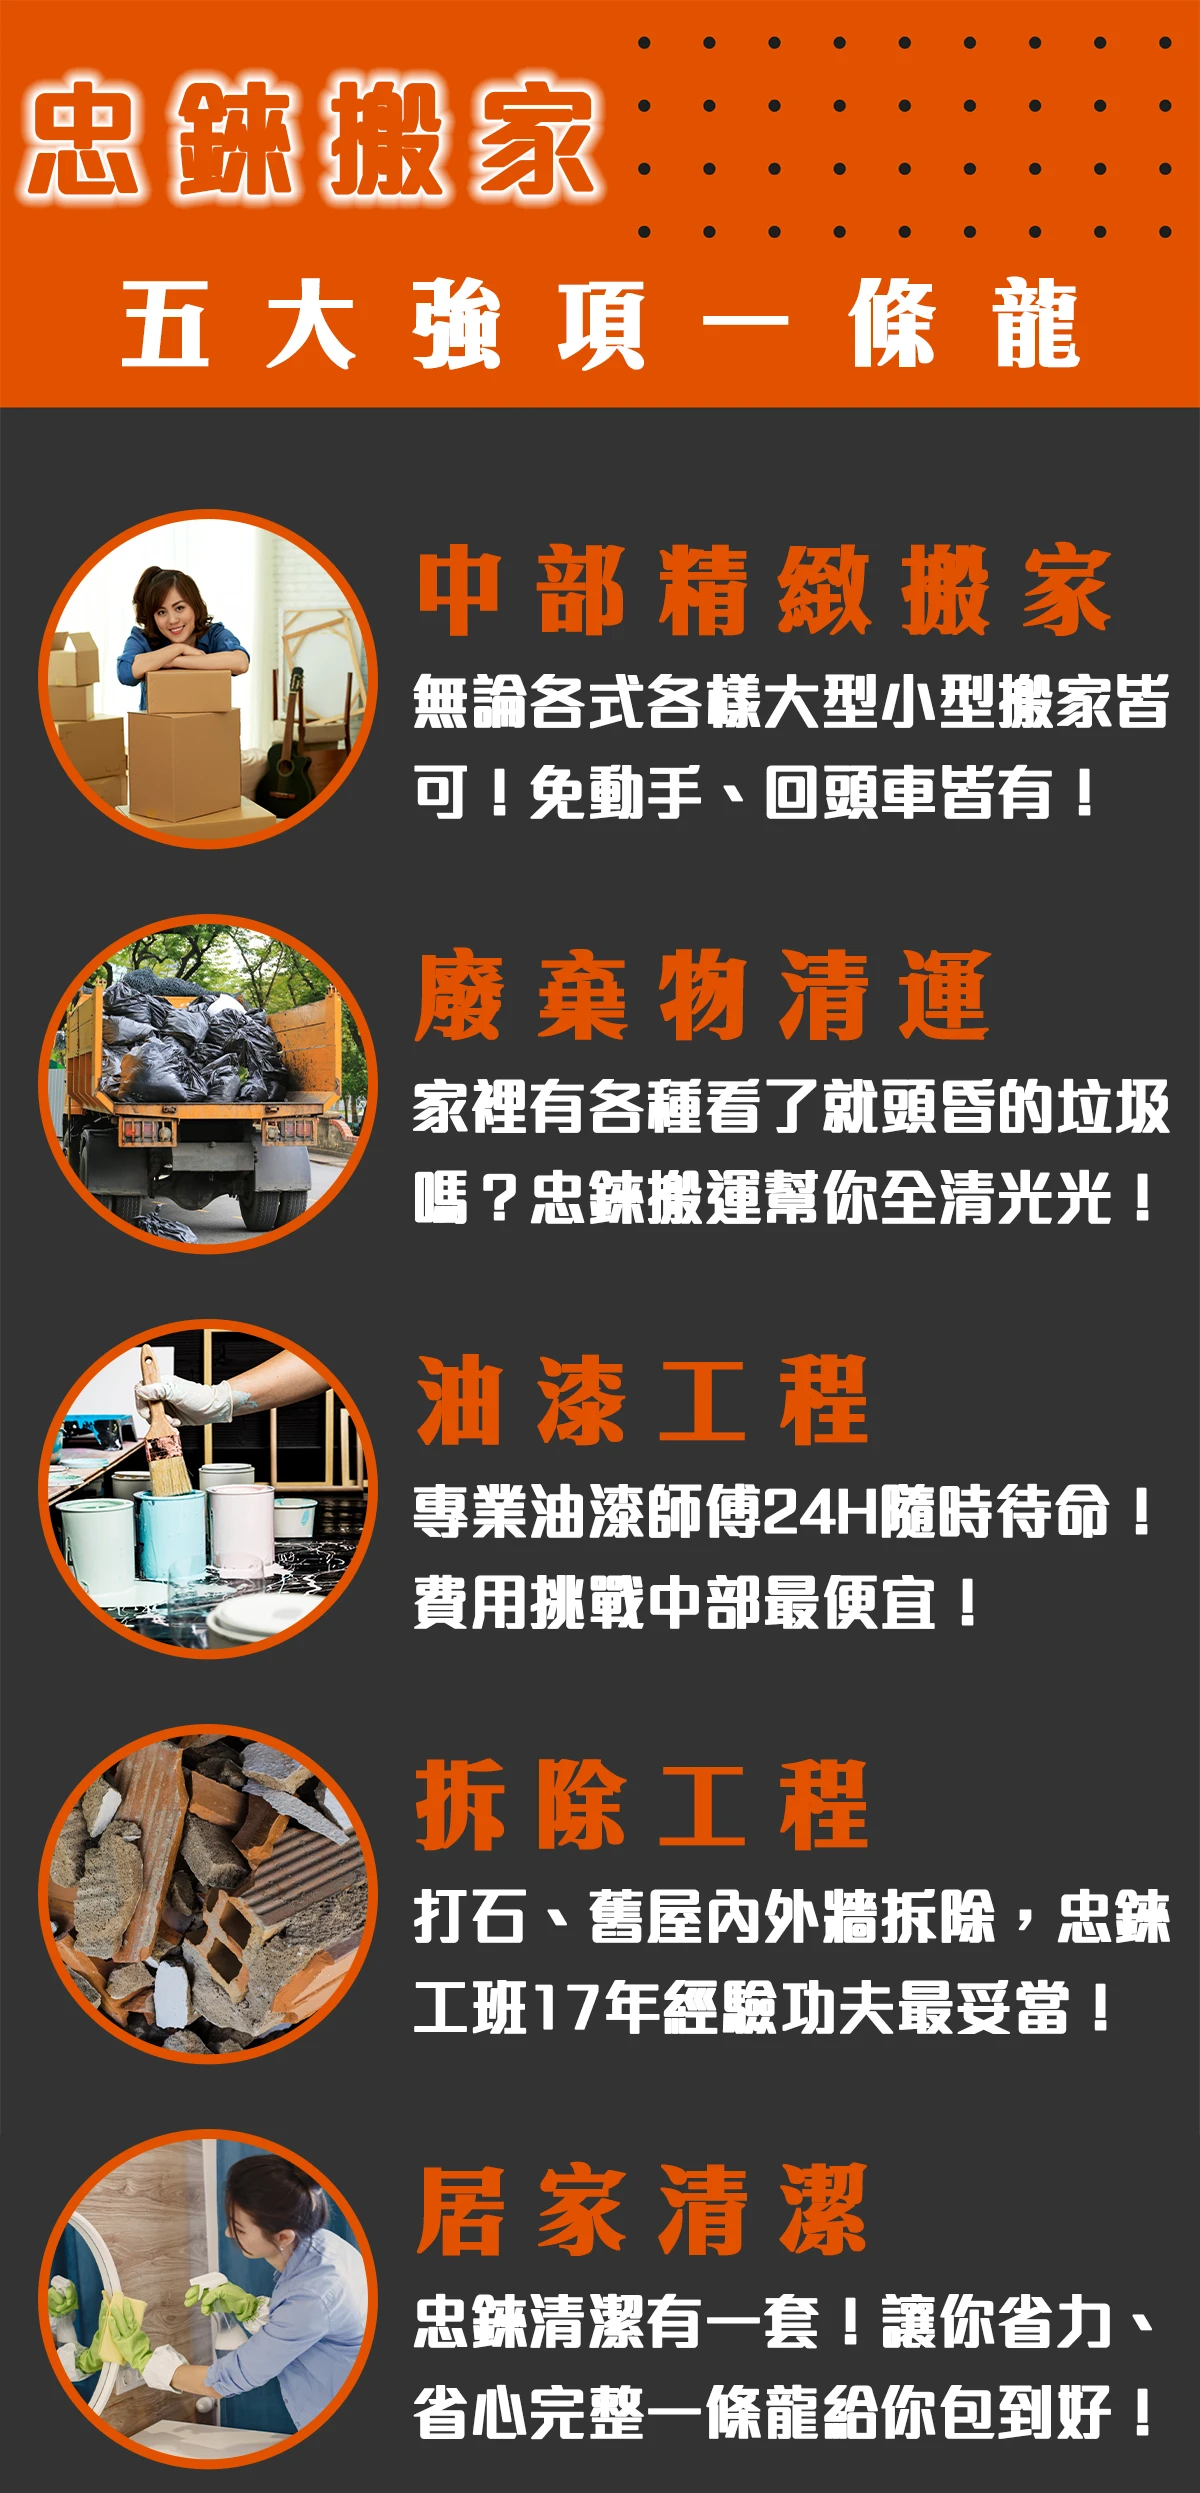 忠錸搬家
五大強項一條龍
中部精緻搬家
無論各式各樣大型小型搬家皆
可！免動手、回頭車皆有！
廢棄物清運
家裡有各種看了就頭昏的垃圾
嗎？忠錸搬運幫你全清光光！
油漆工程
專業油漆師傅24H隨時待命！
費用挑戰中部最便宜！
拆除工程
打石、舊屋內外牆拆除，忠錸
工班17年經驗功夫最妥當！
居家清潔
忠錸清潔有一套！讓你省力、
省心完整一條龍給你包到好！